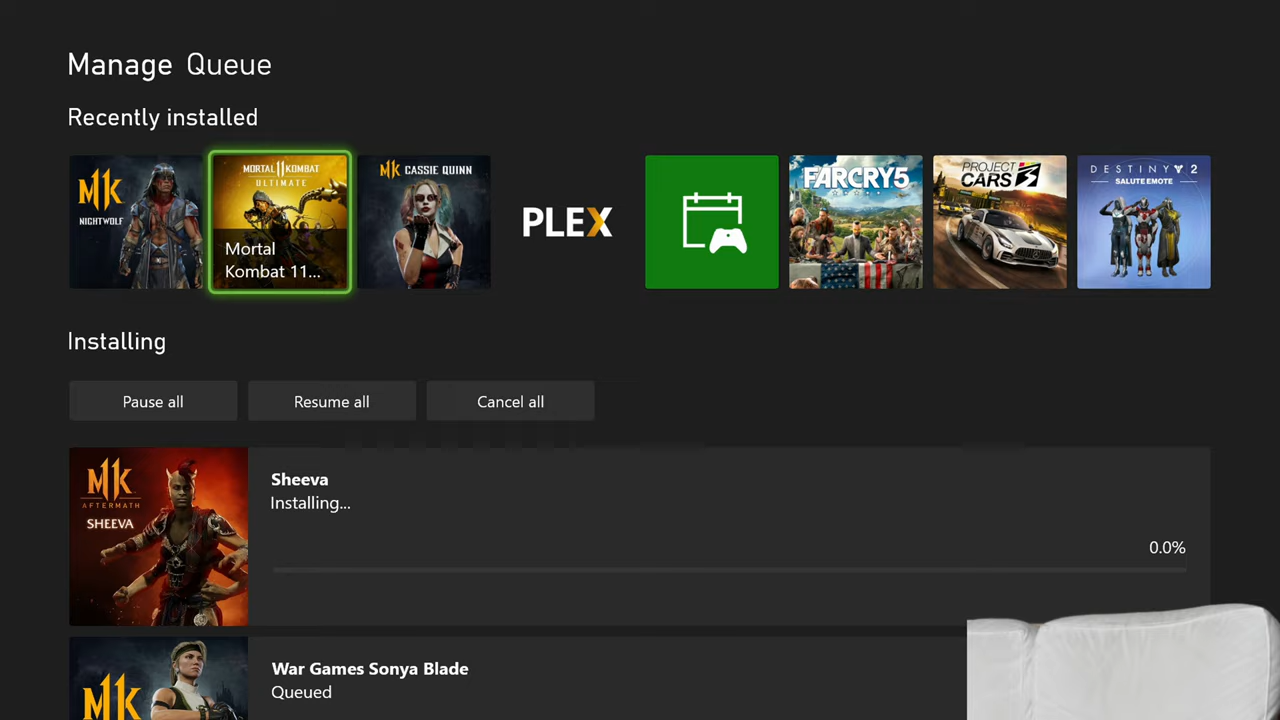 Manage Queue
Recently installed
MK
NIGHTWOLF
MORTAL KOMBAT 11
ULTIMATE
Mortal
Kombat 11...
MK CASSIE QUINN
PLEX
FARCRY5
PROJECT
CARS 3
DESTINY 2
SALUTE EMOTE
Installing
Pause all
Resume all
Cancel all
MK
AFTERMATH
SHEEVA
Sheeva
Installing...
0.0%
MK
War Games Sonya Blade
Queued